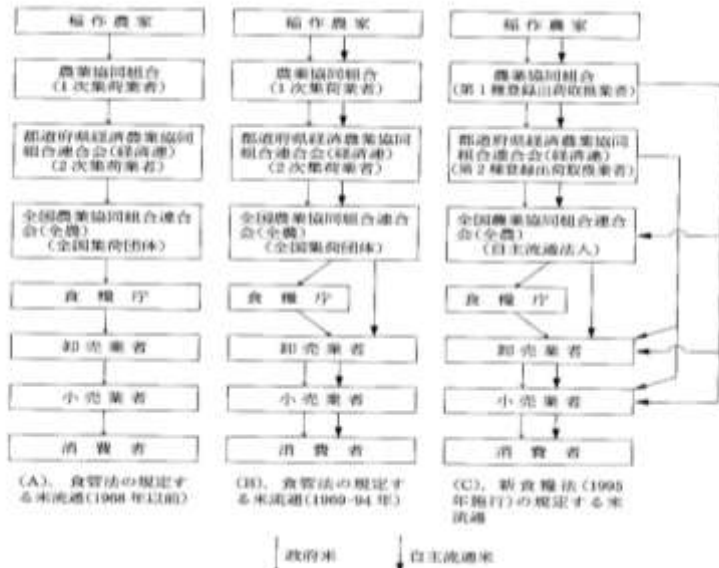 稲作農家
農業協同組合
(1次集荷業者)
都道府県経済農業協同
組合連合会(経済連)
(2次集荷業者)
全国農業協同組合連合
会(全農)
(全国集荷団体)
食糧庁
卸売業者
小売業者
消費者
(A)、食管法の規定す
る米流通(1968年以前)
稲作農家
農業協同組合
(1次集荷業者)
都道府県経済農業協同
組合連合会(経済連)
(2次集荷業者)
全国農業協同組合連合
会(全農)
(全国集荷団体)
食糧庁
卸売業者
小売業者
消費者
(B)、食管法の規定す
る米流通(1969-94年)
稲作農家
農業協同組合
(第1種登録出荷取扱業者)
都道府県経済農業協同
組合連合会(経済連)
(第2種登録出荷取扱業者)
全国農業協同組合連合
会(全農)
(自主流通法人)
食糧庁
卸売業者
小売業者
消費者
(C)、新食糧法(1995
年施行)の規定する米
流通
政府米
自主流通米